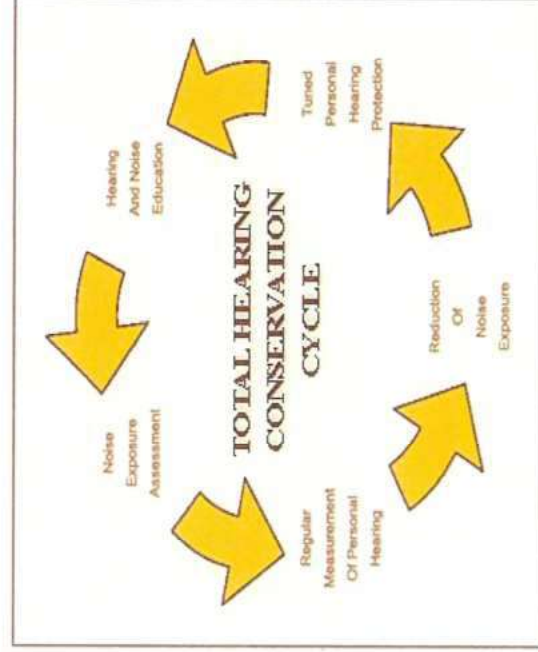 TOTAL HEARING
CONSERVATION
CYCLE
Noise
Exposure
Assessment
Regular
Measurement
Of Personal
Hearing
Reduction
Of
Noise
Exposure
Tuned
Personal
Hearing
Protection
Hearing
And Noise
Education